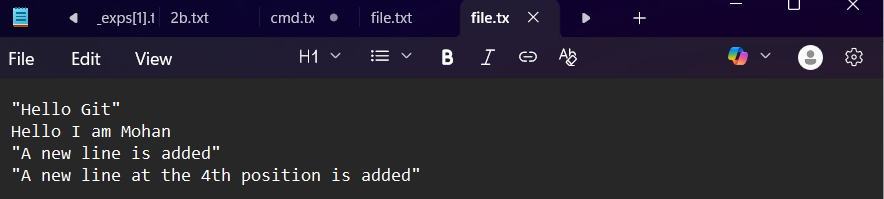 _exps[1].t 2b.txt cmd.tx file.txt file.tx
File Edit View H1 B I
"Hello Git"
Hello I am Mohan
"A new line is added"
"A new line at the 4th position is added"